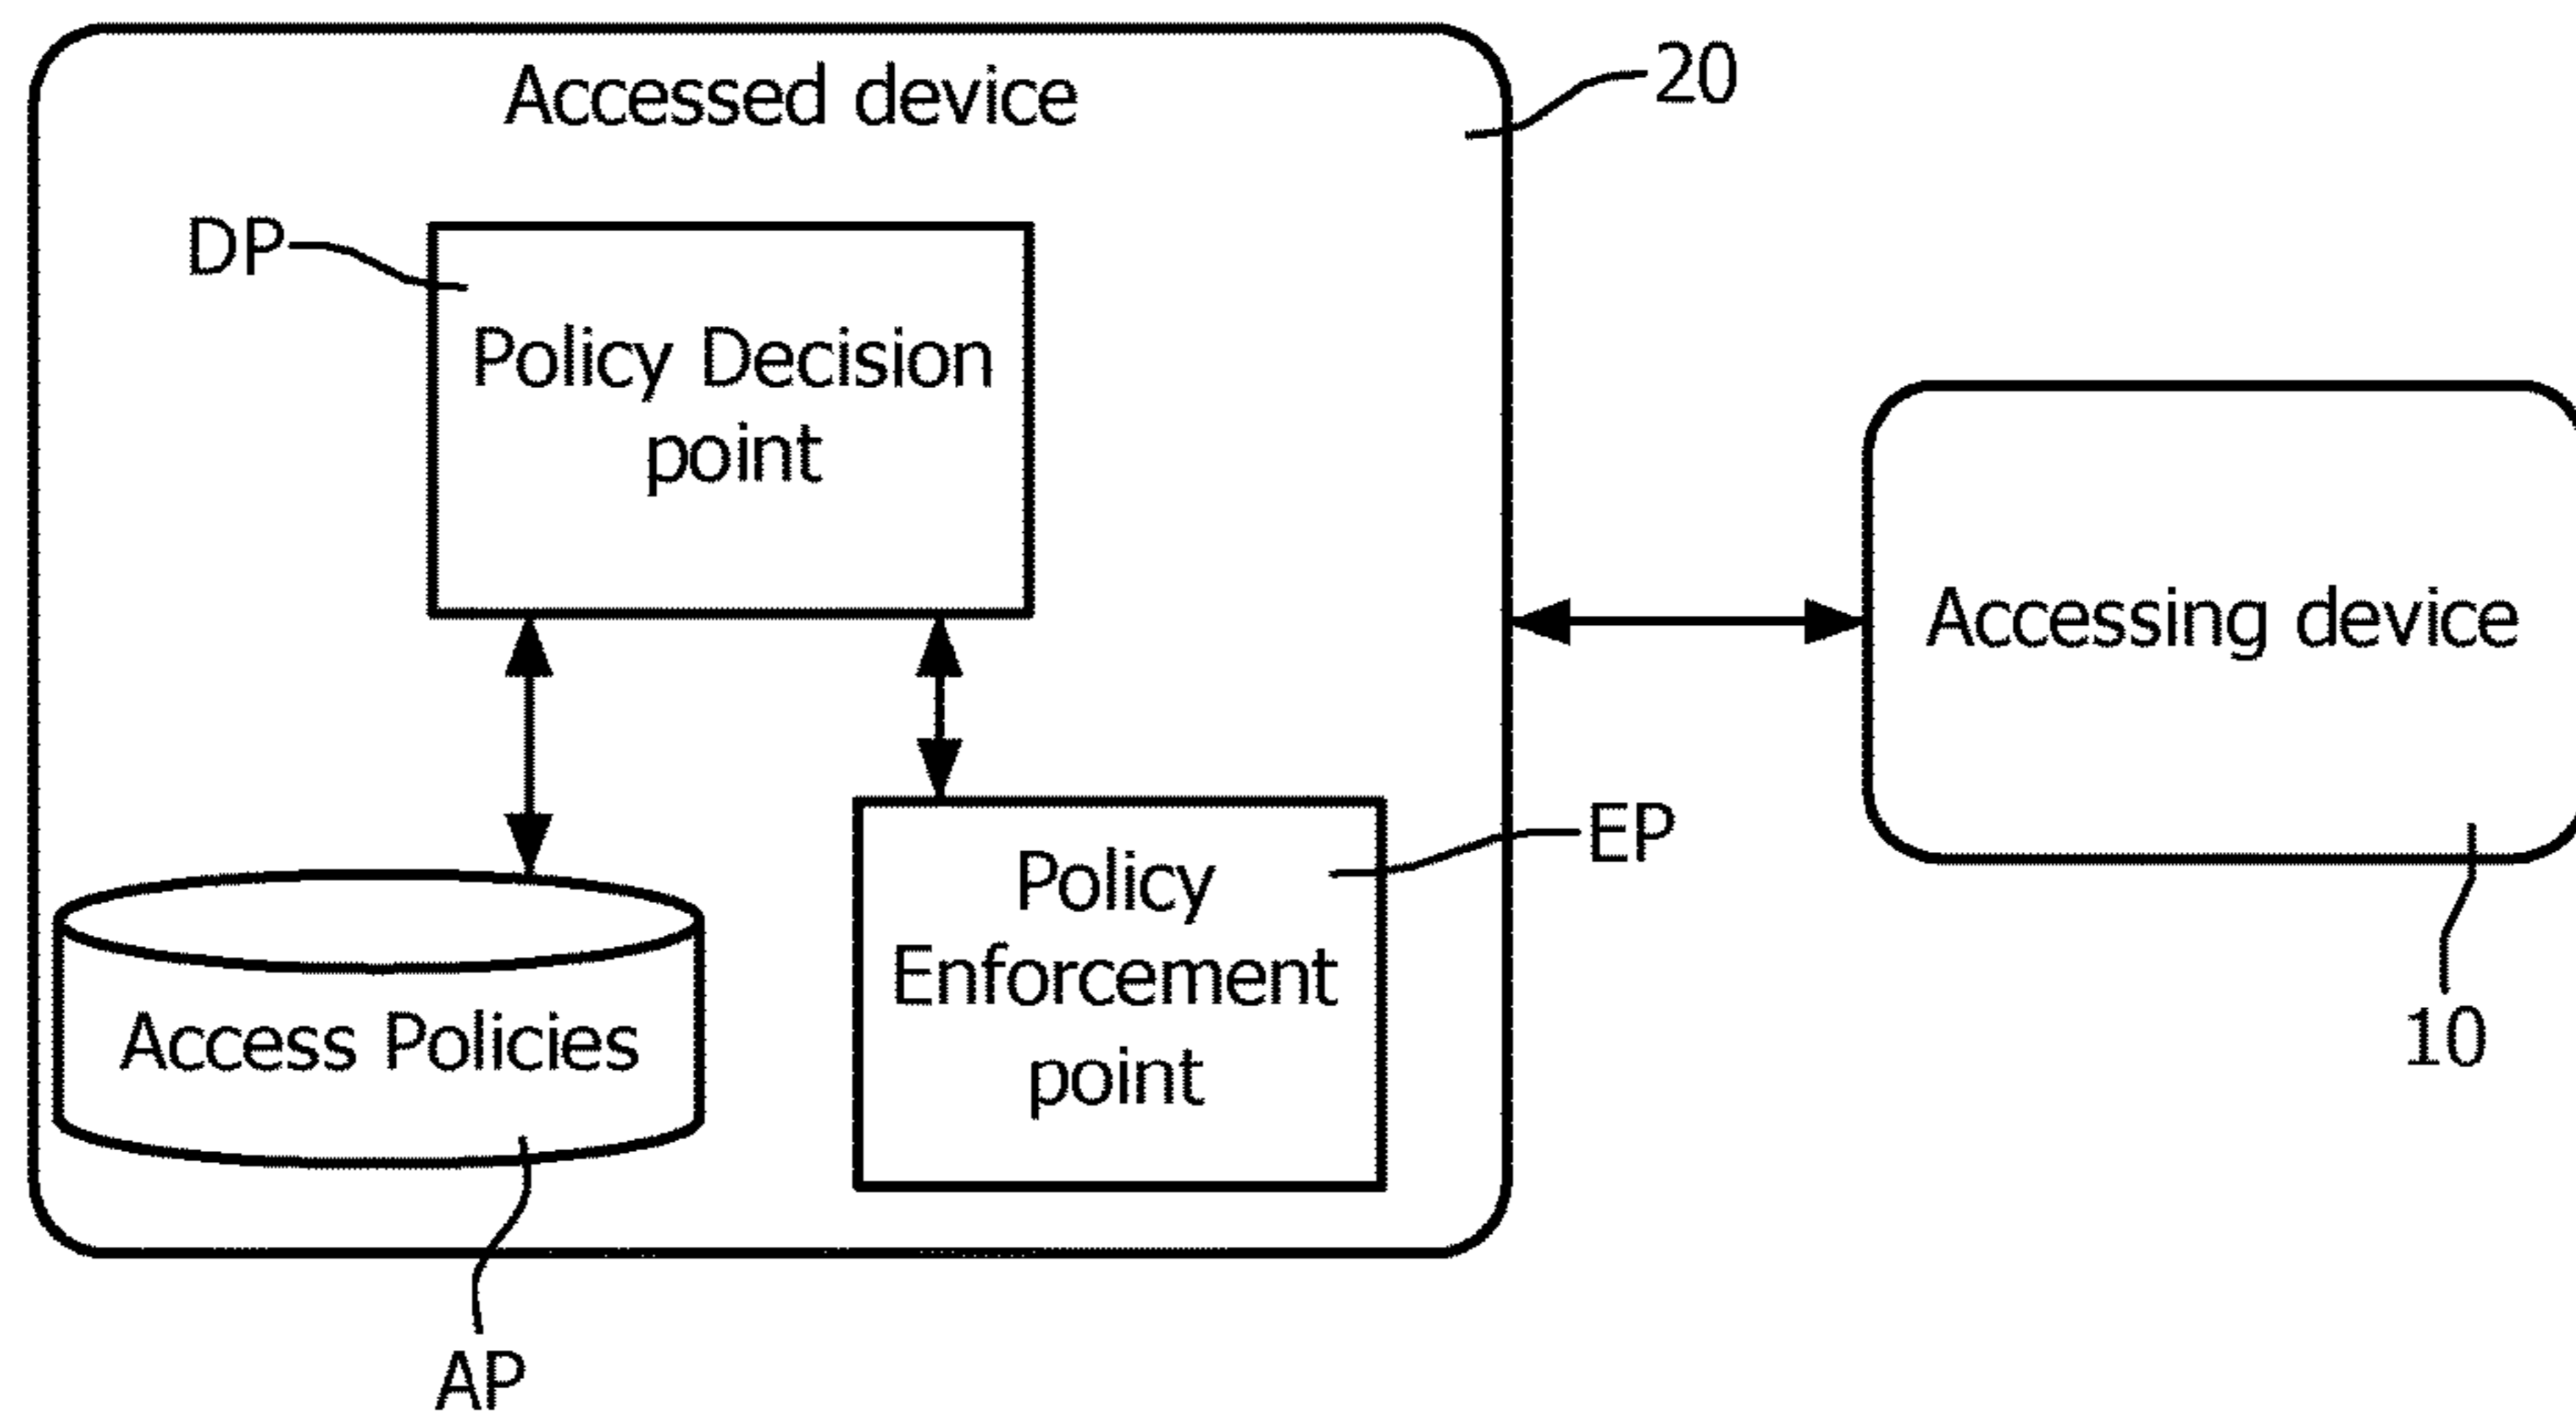 Accessed device
20
DP
Policy Decision
point
Accessing device
EP
Policy
Enforcement
point
Access Policies
10
AP